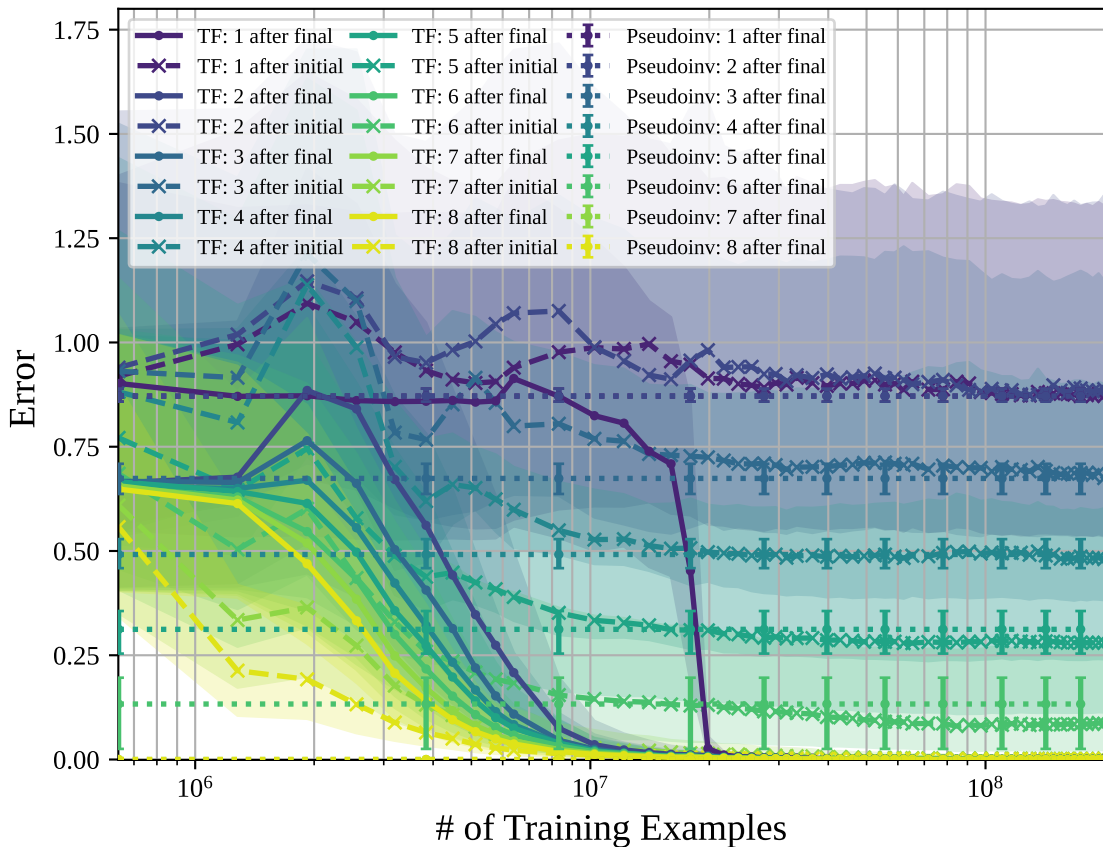 1.75
1.50
1.25
1.00
0.75
0.50
0.25
0.00
Error
TF: 1 after final
TF: 1 after initial
TF: 2 after final
TF: 2 after initial
TF: 3 after final
TF: 3 after initial
TF: 4 after final
TF: 4 after initial
TF: 5 after final
TF: 5 after initial
TF: 6 after final
TF: 6 after initial
TF: 7 after final
TF: 7 after initial
TF: 8 after final
TF: 8 after initial
Pseudoinv: 1 after final
Pseudoinv: 2 after final
Pseudoinv: 3 after final
Pseudoinv: 4 after final
Pseudoinv: 5 after final
Pseudoinv: 6 after final
Pseudoinv: 7 after final
Pseudoinv: 8 after final
10⁶
10⁷
10⁸
# of Training Examples